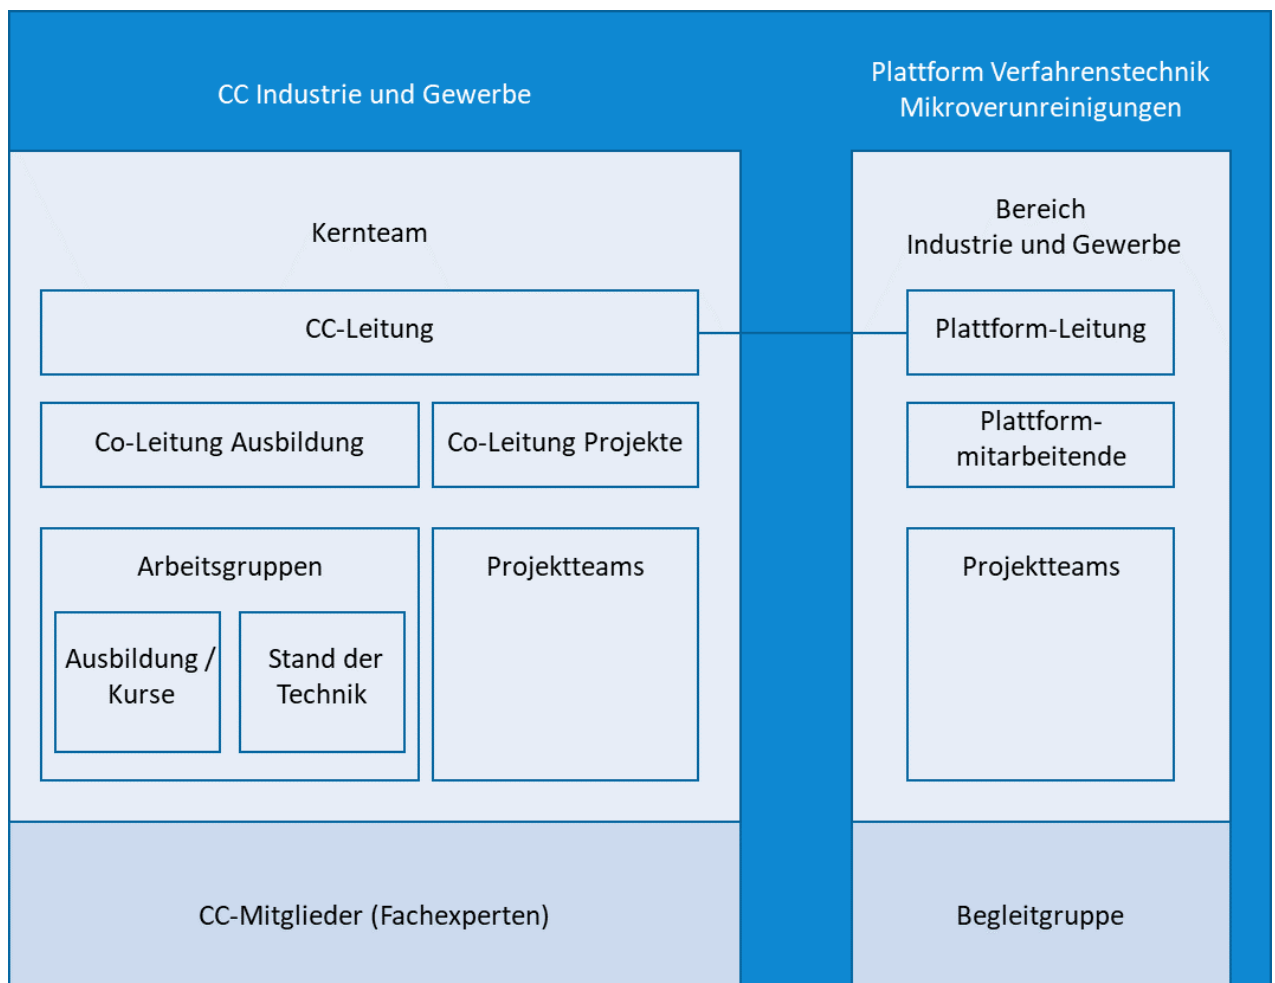 CC Industrie und Gewerbe
Plattform Verfahrenstechnik
Mikroverunreinigungen
Kernteam
CC-Leitung
Co-Leitung Ausbildung
Co-Leitung Projekte
Arbeitsgruppen
Ausbildung /
Kurse
Stand der
Technik
Projektteams
CC-Mitglieder (Fachexperten)
Bereich
Industrie und Gewerbe
Plattform-Leitung
Plattform-
mitarbeitende
Projektteams
Begleitgruppe